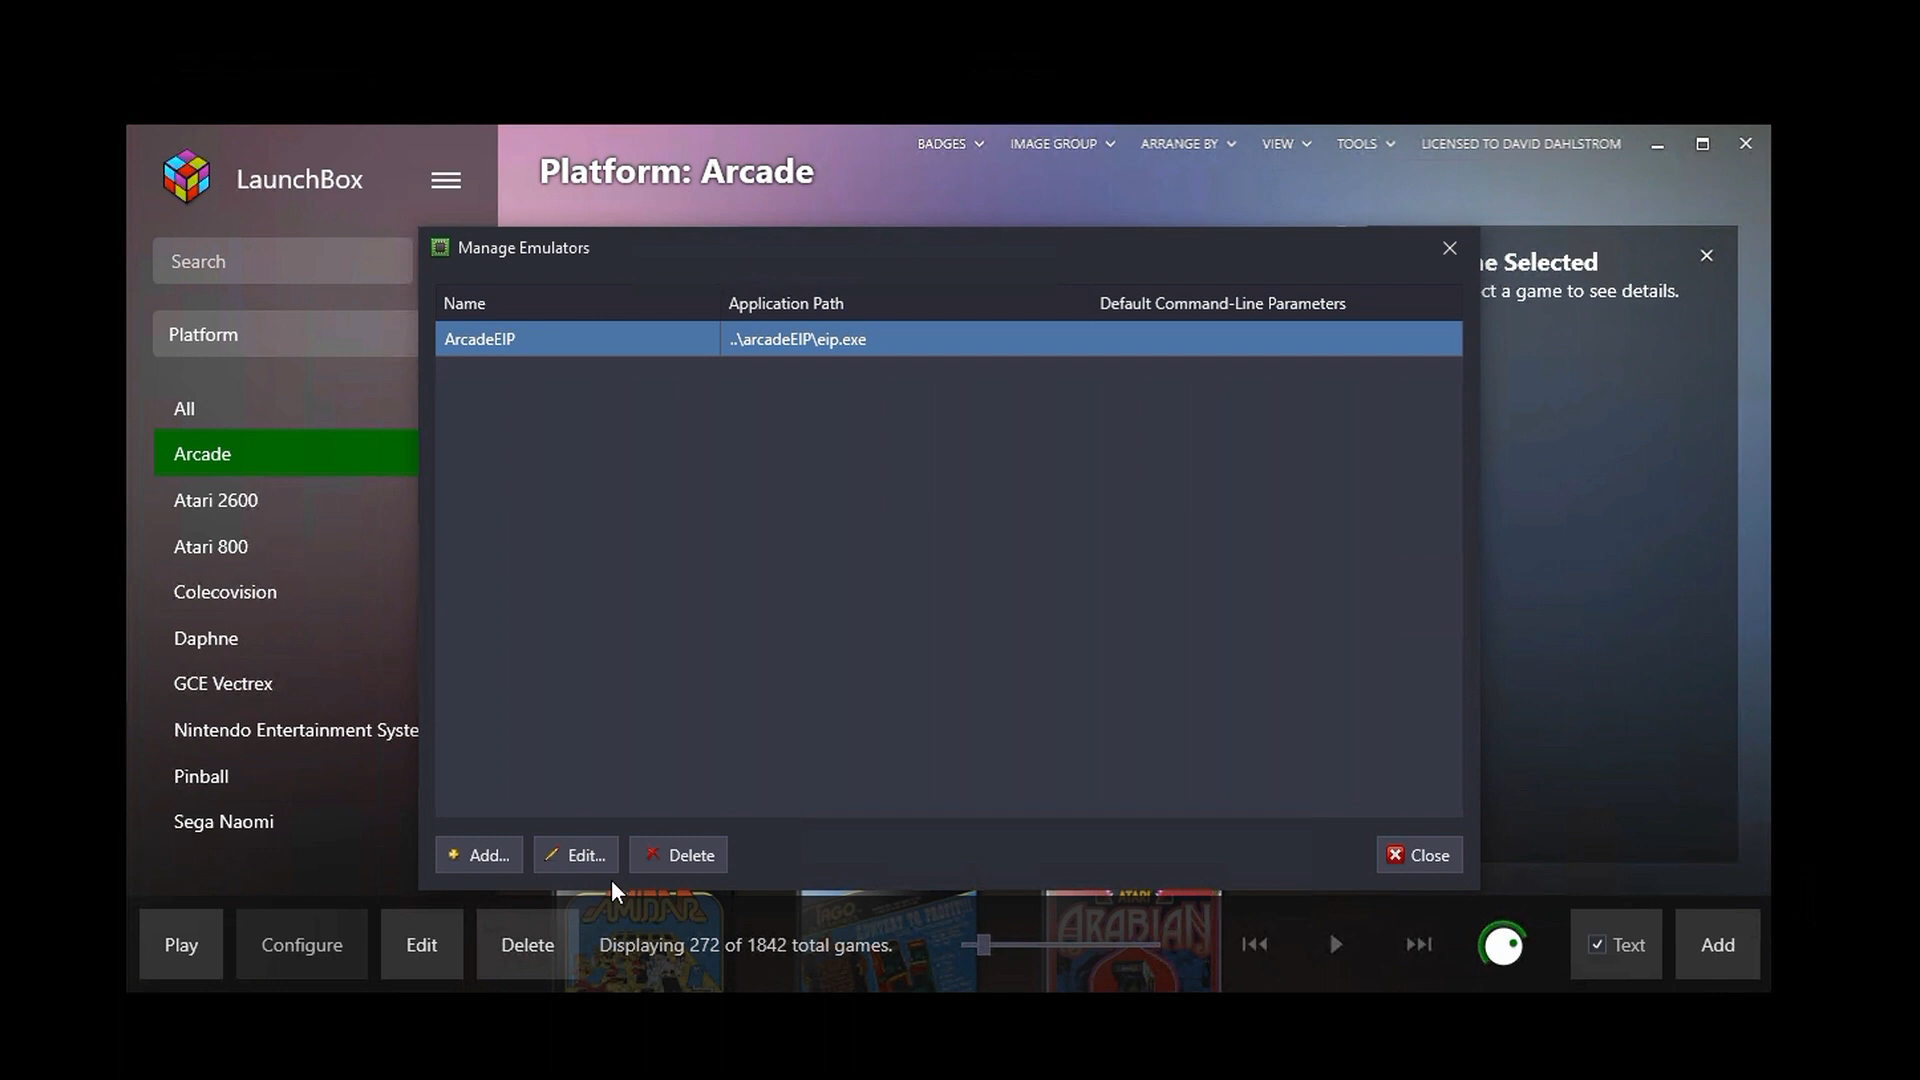 LaunchBox
Platform: Arcade
BADGES
IMAGE GROUP
ARRANGE BY
VIEW
TOOLS
LICENSED TO DAVID DAHLSTROM
Search
Platform
All
Arcade
Atari 2600
Atari 800
Colecovision
Daphne
GCE Vectrex
Nintendo Entertainment Syste
Pinball
Sega Naomi
Manage Emulators
Name
Application Path
Default Command-Line Parameters
ArcadeEIP
..\arcadeEIP\eip.exe
Add...
Edit...
Delete
Close
e Selected
ct a game to see details.
Play
Configure
Edit
Delete
Displaying 272 of 1842 total games.
AMIDAR
ATARI
ARABIAN
Text
Add